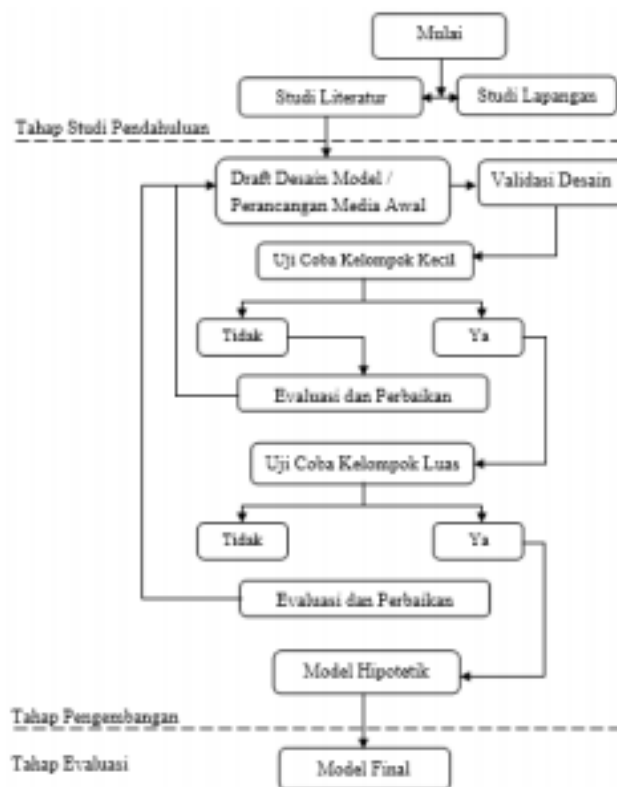 Mulai
Studi Literatur
Studi Lapangan
Tahap Studi Pendahuluan
Draft Desain Model /
Perancangan Media Awal
Validasi Desain
Uji Coba Kelompok Kecil
Tidak
Ya
Evaluasi dan Perbaikan
Uji Coba Kelompok Luas
Tidak
Ya
Evaluasi dan Perbaikan
Model Hipotetik
Tahap Pengembangan
Tahap Evaluasi
Model Final